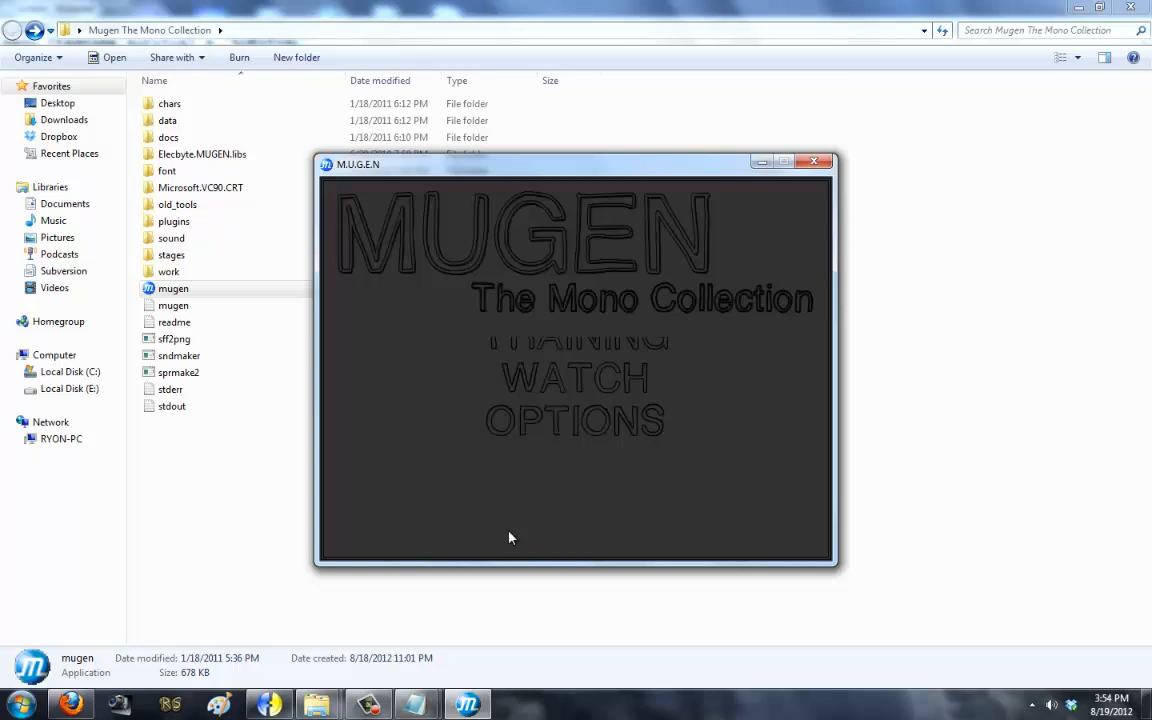 Mugen The Mono Collection
Search Mugen The Mono Collection
Organize Open Share with Burn New folder
Name Date modified Type Size
Favorites
Desktop
Downloads
Dropbox
Recent Places
Libraries
Documents
Music
Pictures
Podcasts
Subversion
Videos
Homegroup
Computer
Local Disk (C:)
Local Disk (E:)
Network
RYON-PC
chars 1/18/2011 6:12 PM File folder
data 1/18/2011 6:12 PM File folder
docs 1/18/2011 6:10 PM File folder
Elecbyte.MUGEN.libs
font
Microsoft.VC90.CRT
old_tools
plugins
sound
stages
work
mugen
mugen
readme
sff2png
sndmaker
sprmake2
stderr
stdout
M.U.G.E.N
MUGEN
The Mono Collection
TRAINING
WATCH
OPTIONS
mugen Date modified: 1/18/2011 5:36 PM Date created: 8/18/2012 11:01 PM
Application Size: 678 KB
3:54 PM
8/19/2012